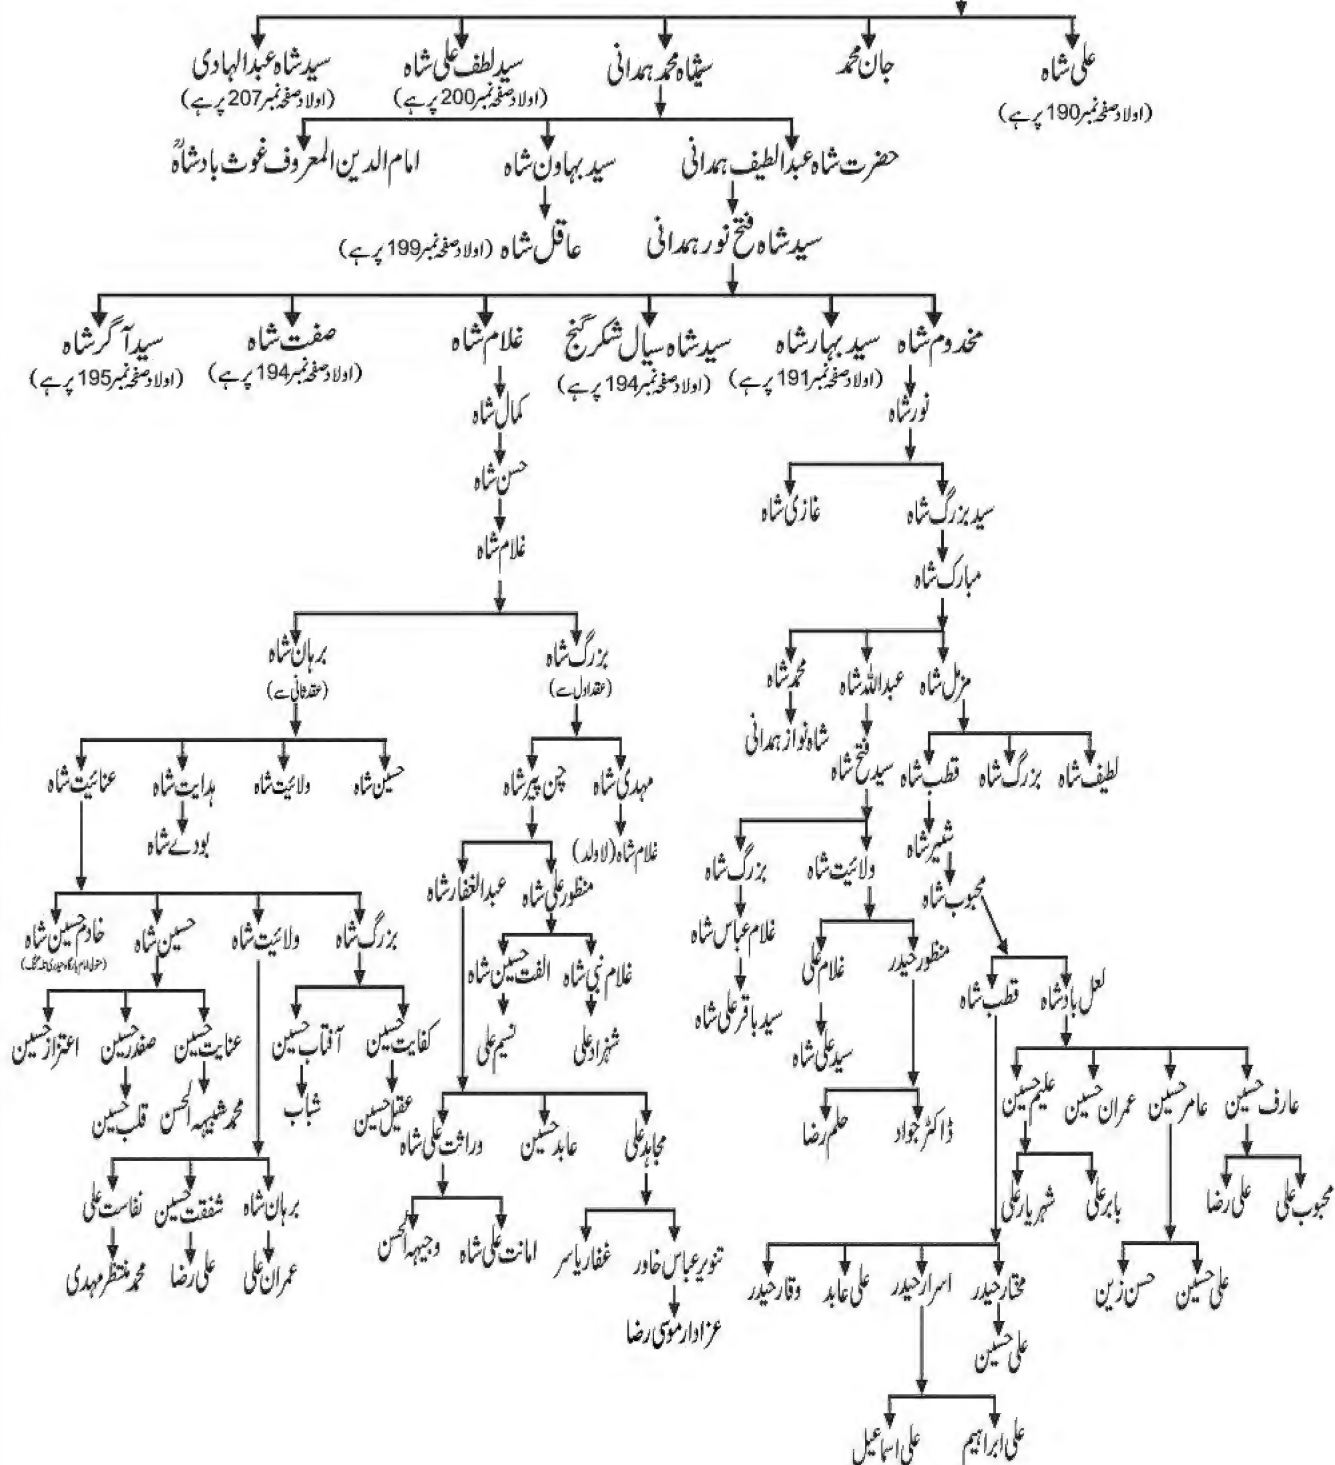 علی شاہ جان محمد سید شاہ محمد ہمدانی سید لطف علی شاہ سید شاہ عبدالہادی
(اولاد صفحہ نمبر 190 پر ہے) (اولاد صفحہ نمبر 200 پر ہے) (اولاد صفحہ نمبر 207 پر ہے)
حضرت شاہ عبدالطیف ہمدانی سید بہاون شاہ امام الدین المعروف غوث بادشاہؒ
سید شاہ فتح نور ہمدانی عاقل شاہ (اولاد صفحہ نمبر 199 پر ہے)
مخدوم شاہ سید بہار شاہ سید شاہ سیال شکر گنج غلام شاہ صفت شاہ سید آگر شاہ
(اولاد صفحہ نمبر 191 پر ہے) (اولاد صفحہ نمبر 194 پر ہے) (اولاد صفحہ نمبر 194 پر ہے) (اولاد صفحہ نمبر 195 پر ہے)
نور شاہ کمال شاہ
حسن شاہ
سید بزرگ شاہ غازی شاہ
غلام شاہ
مبارک شاہ
بزرگ شاہ برہان شاہ
(عقد اول سے) (عقد ثانی سے)
مزمل شاہ عبداللہ شاہ محمد شاہ
شاہ نواز ہمدانی
لطیف شاہ بزرگ شاہ قطب شاہ سید فتح شاہ مہدی شاہ چن پیر شاہ حسین شاہ ولائیت شاہ ہدایت شاہ عنائیت شاہ
شبیر شاہ غلام شاہ (لاولد) بودے شاہ
ولائیت شاہ بزرگ شاہ منظور علی شاہ عبدالغفار شاہ
محبوب شاہ
غلام عباس شاہ بزرگ شاہ ولائیت شاہ حسین شاہ خادم حسین شاہ
منظور حیدر غلام علی غلام نبی شاہ الفت حسین شاہ
لعل بادشاہ قطب شاہ
سید باقر علی شاہ
سید علی شاہ شہزاد علی نسیم علی کفایت حسین آفتاب حسین عنایت حسین صفدر حسین اعتزاز حسین
عارف حسین عامر حسین عمران حسین علیم حسین عقیل حسین شباب محمد شبیہہ الحسن قلب حسین
ڈاکٹر جواد حلم رضا مجاہد علی عابد حسین وراثت علی شاہ
محبوب علی علی رضا بابر علی شہریار علی برہان شاہ شفقت حسین نفاست علی
تنویر عباس خاور غفار یاسر امانت علی شاہ وجیہہ الحسن عمران علی علی رضا محمد منتظر مہدی
علی حسین حسن زین مختار حیدر اسرار حیدر علی عابد وقار حیدر
عزادار موسی رضا
علی حسین
علی ابراہیم علی اسماعیل